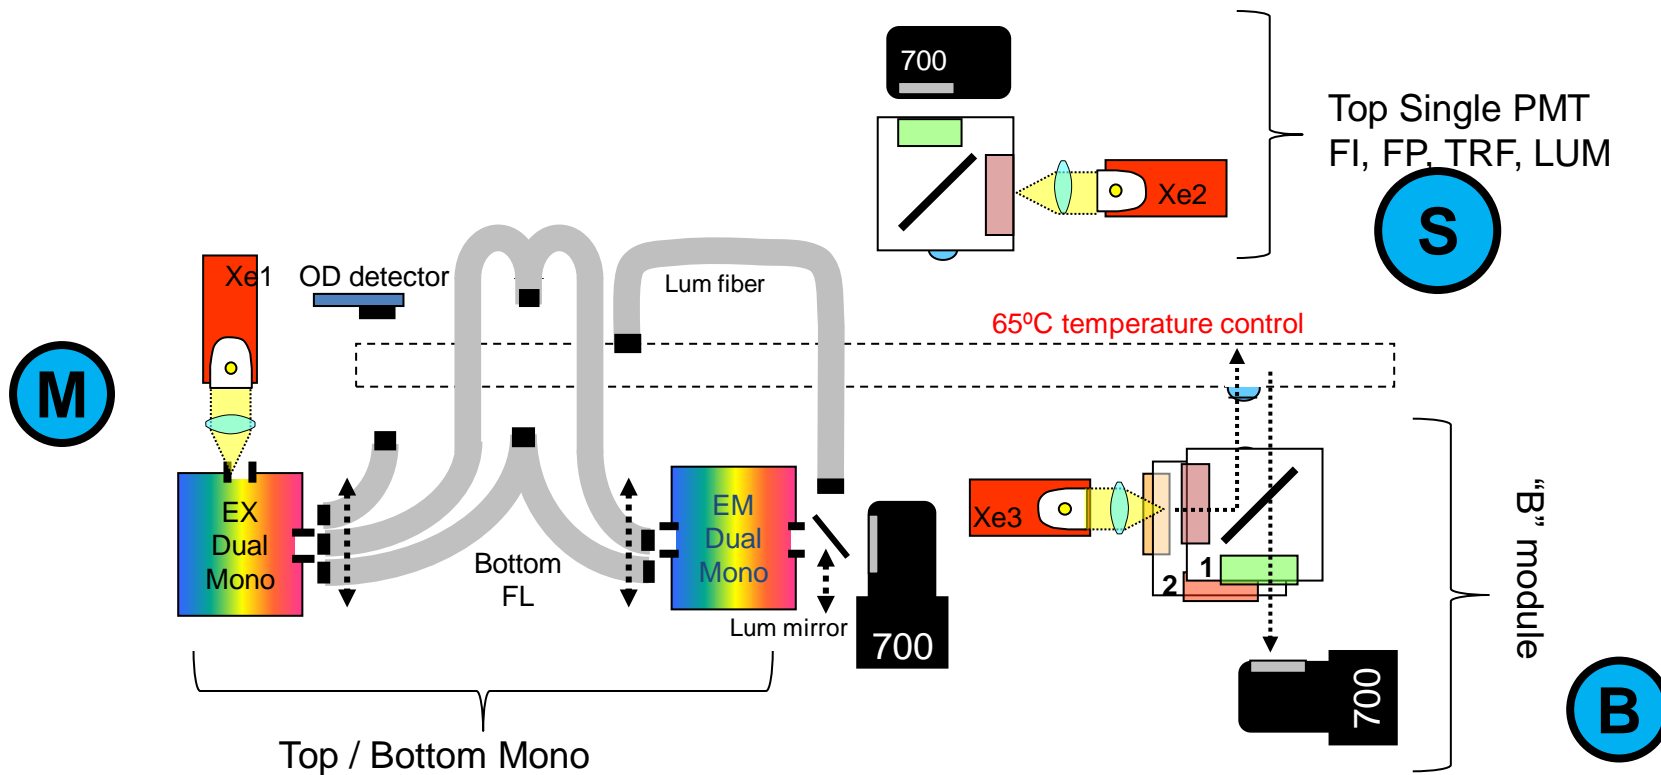 700
Top Single PMT
FI, FP, TRF, LUM
Xe2
S
Xe1
OD detector
Lum fiber
65ºC temperature control
M
EX
Dual
Mono
Bottom
FL
EM
Dual
Mono
Lum mirror
700
Xe3
1
2
700
“B” module
B
Top / Bottom Mono